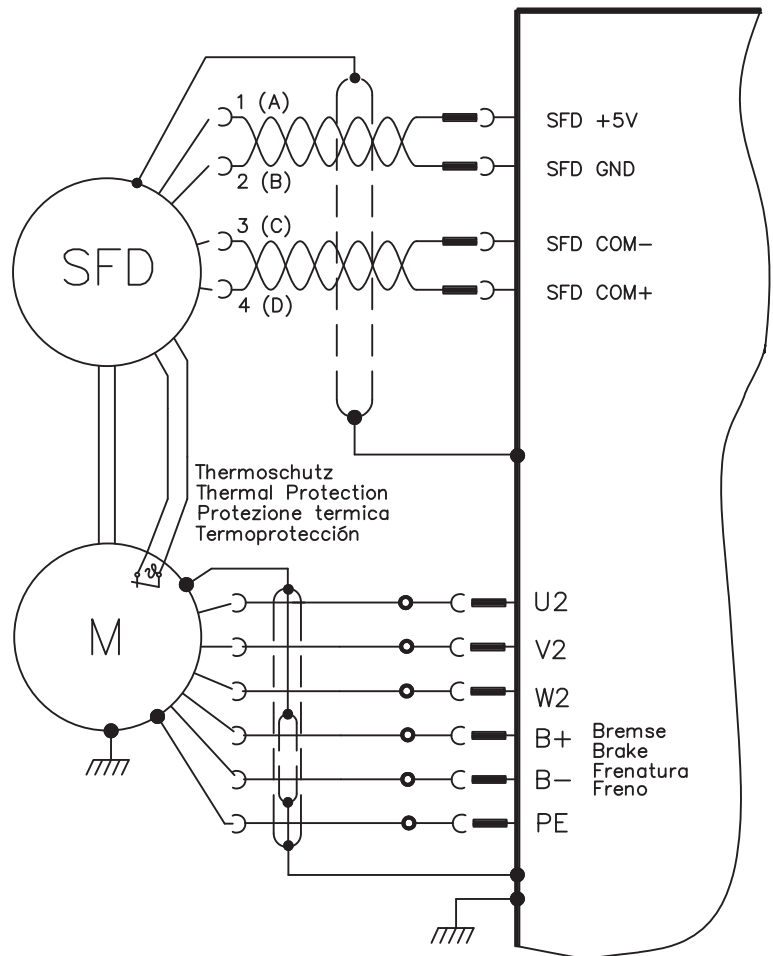 1 (A)
SFD +5V
2 (B)
SFD GND
3 (C)
SFD COM-
SFD
4 (D)
SFD COM+
Thermoschutz
Thermal Protection
Protezione termica
Termoprotección
ϑ
M
U2
V2
W2
B+
Bremse
Brake
B-
Frenatura
Freno
PE